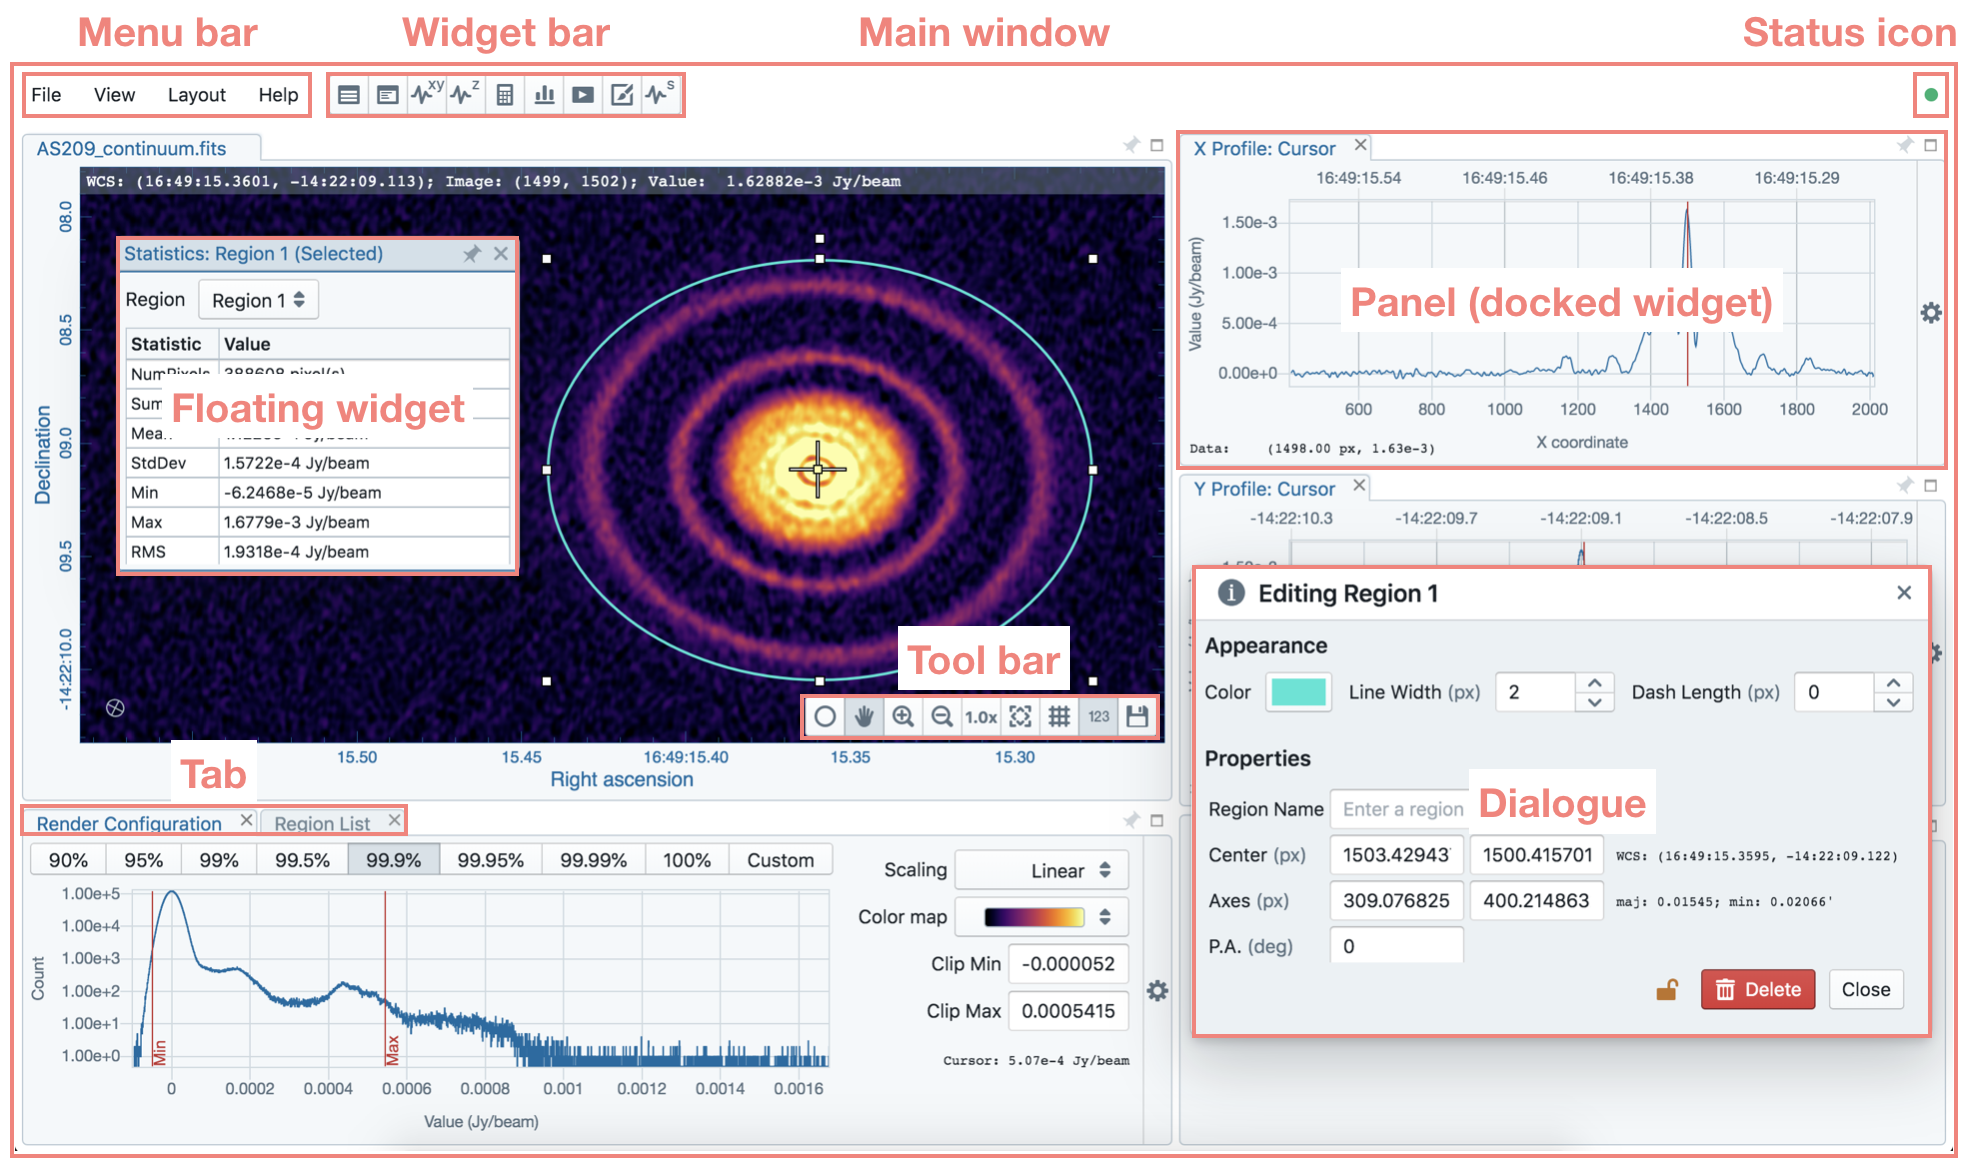 Menu bar
Widget bar
Main window
Status icon
File View Layout Help
xy z s
AS209_continuum.fits
WCS: (16:49:15.3601, -14:22:09.113); Image: (1499, 1502); Value: 1.62882e-3 Jy/beam
Declination
08.0
08.5
09.0
09.5
-14:22:10.0
Statistics: Region 1 (Selected)
Region Region 1
Statistic Value
NumPixels 388608 pixel(s)
Sum
Mean
Floating widget
StdDev 1.5722e-4 Jy/beam
Min -6.2468e-5 Jy/beam
Max 1.6779e-3 Jy/beam
RMS 1.9318e-4 Jy/beam
Tool bar
1.0x 123
15.50 15.45 16:49:15.40 15.35 15.30
Right ascension
X Profile: Cursor
16:49:15.54 16:49:15.46 16:49:15.38 16:49:15.29
Value (Jy/beam)
1.50e-3
1.00e-3
5.00e-4
0.00e+0
Panel (docked widget)
600 800 1000 1200 1400 1600 1800 2000
X coordinate
Data: (1498.00 px, 1.63e-3)
Y Profile: Cursor
-14:22:10.3 -14:22:09.7 -14:22:09.1 -14:22:08.5 -14:22:07.9
Editing Region 1
Appearance
Color Line Width (px) 2 Dash Length (px) 0
Properties
Region Name Enter a region
Dialogue
Center (px) 1503.42943 1500.415701 WCS: (16:49:15.3595, -14:22:09.122)
Axes (px) 309.076825 400.214863 maj: 0.01545; min: 0.02066'
P.A. (deg) 0
Delete Close
Tab
Render Configuration Region List
90% 95% 99% 99.5% 99.9% 99.95% 99.99% 100% Custom
Count
1.00e+5
1.00e+4
1.00e+3
1.00e+2
1.00e+1
1.00e+0
Min
Max
0 0.0002 0.0004 0.0006 0.0008 0.001 0.0012 0.0014 0.0016
Value (Jy/beam)
Scaling Linear
Color map
Clip Min -0.000052
Clip Max 0.0005415
Cursor: 5.07e-4 Jy/beam